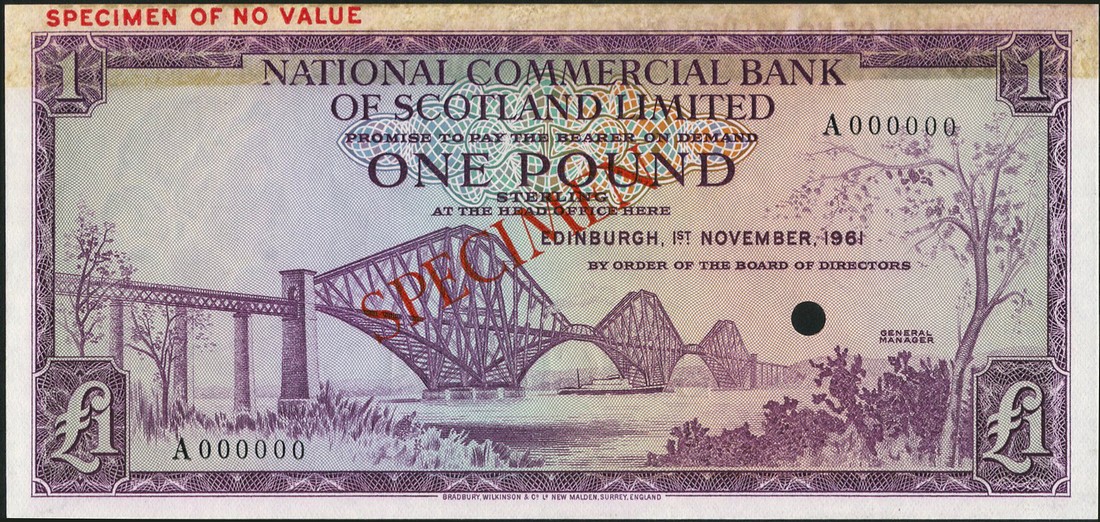 SPECIMEN OF NO VALUE
1
1
NATIONAL COMMERCIAL BANK
OF SCOTLAND LIMITED
PROMISE TO PAY THE BEARER ON DEMAND
A 000000
ONE POUND
STERLING
AT THE HEAD OFFICE HERE
SPECIMEN
EDINBURGH, 1ST NOVEMBER, 1961
BY ORDER OF THE BOARD OF DIRECTORS
GENERAL
MANAGER
£1
£1
A 000000
BRADBURY, WILKINSON & Cº Lº NEW MALDEN, SURREY, ENGLAND